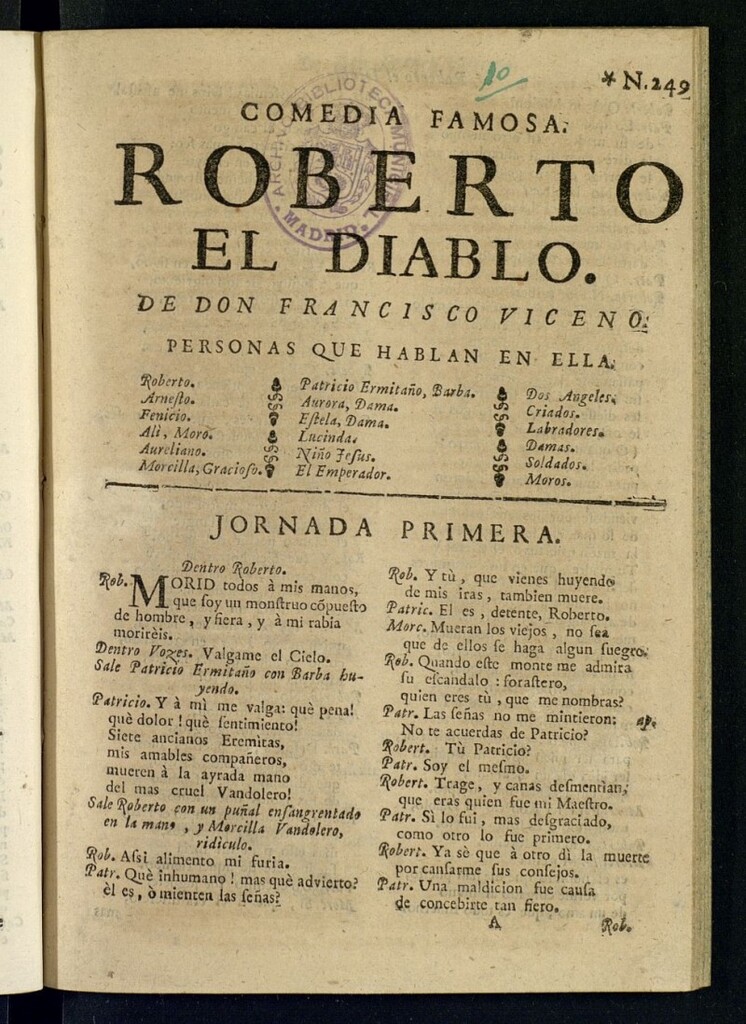 10
* N.249
COMEDIA FAMOSA.
ROBERTO
EL DIABLO.
DE DON FRANCISCO VICENO.
PERSONAS QUE HABLAN EN ELLA.
Roberto.
Arneſto.
Fenicio.
Ali, Moro.
Aureliano.
Morcilla, Gracioſo.
Patricio Ermitaño, Barba.
Aurora, Dama.
Eſtela, Dama.
Lucinda.
Niño Jeſus.
El Emperador.
Dos Angeles.
Criados.
Labradores.
Damas.
Soldados.
Moros.
ARCHIVO BIBLIOTECA MUNICIPAL
MADRID
JORNADA PRIMERA.
Dentro Roberto.
Rob. MORID todos à mis manos,
que ſoy un monſtruo cõpueſto
de hombre, y fiera, y à mi rabia
morirèis.
Dentro Vozes. Valgame el Cielo.
Sale Patricio Ermitaño con Barba hu-
yendo.
Patricio. Y à mì me valga: què pena!
què dolor! què ſentimiento!
Siete ancianos Eremitas,
mis amables compañeros,
mueren à la ayrada mano
del mas cruel Vandolero!
Sale Roberto con un puñal enſangrentado
en la mano, y Morcilla Vandolero,
ridiculo.
Rob. Aſsi alimento mi furia.
Patr. Què inhumano! mas què advierto?
èl es, ò mienten las ſeñas?
Rob. Y tù, que vienes huyendo
de mis iras, tambien muere.
Patric. El es, detente, Roberto.
Morc. Mueran los viejos, no ſea
que de ellos ſe haga algun ſuegro.
Rob. Quando eſte monte me admira
ſu eſcandalo: foraſtero,
quien eres tù, que me nombras?
Patr. Las ſeñas no me mintieron: ap.
No te acuerdas de Patricio?
Robert. Tù Patricio?
Patr. Soy el meſmo.
Robert. Trage, y canas deſmentian,
que eras quien fue mi Maeſtro.
Patr. Sì lo fui, mas deſgraciado,
como otro lo fue primero.
Robert. Ya sè que à otro dì la muerte
por canſarme ſus conſejos.
Patr. Una maldicion fue cauſa
de concebirte tan fiero.
A
Rob.